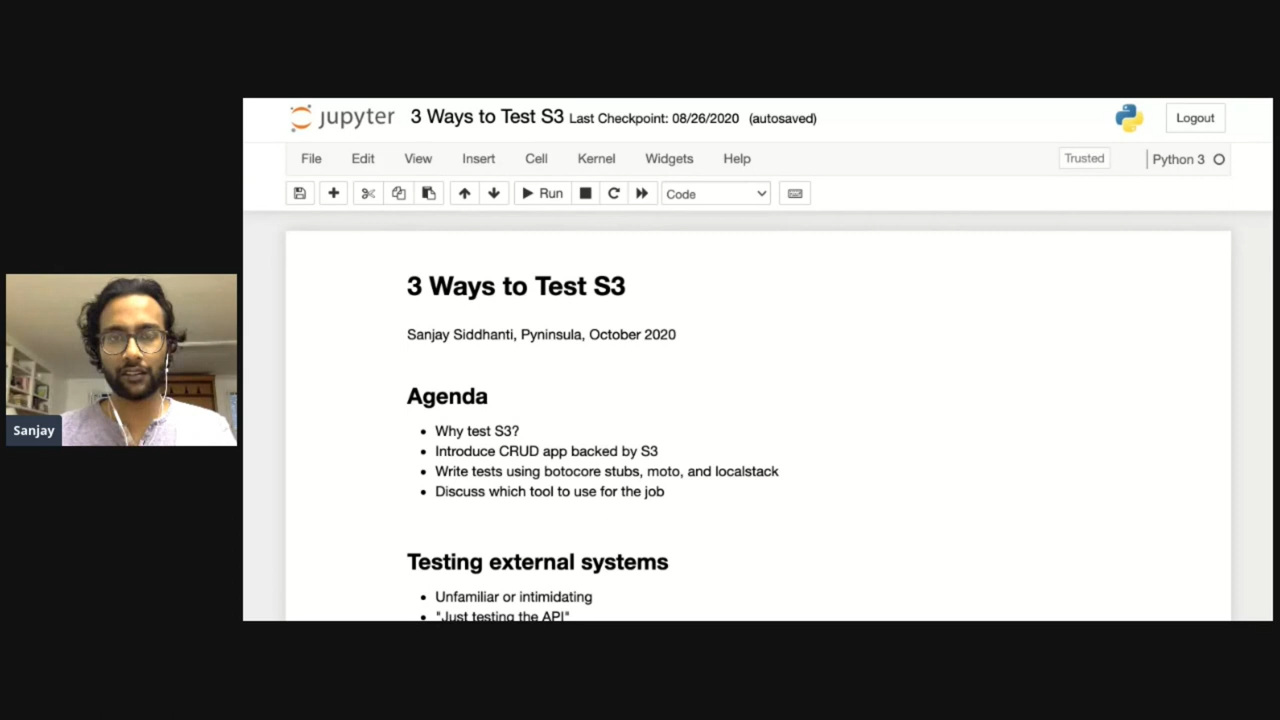 jupyter 3 Ways to Test S3 Last Checkpoint: 08/26/2020 (autosaved)
Logout
File Edit View Insert Cell Kernel Widgets Help
Trusted
Python 3
Run
Code
3 Ways to Test S3
Sanjay Siddhanti, Pyninsula, October 2020
Agenda
Why test S3?
Introduce CRUD app backed by S3
Write tests using botocore stubs, moto, and localstack
Discuss which tool to use for the job
Testing external systems
Unfamiliar or intimidating
"Just testing the API"
Sanjay